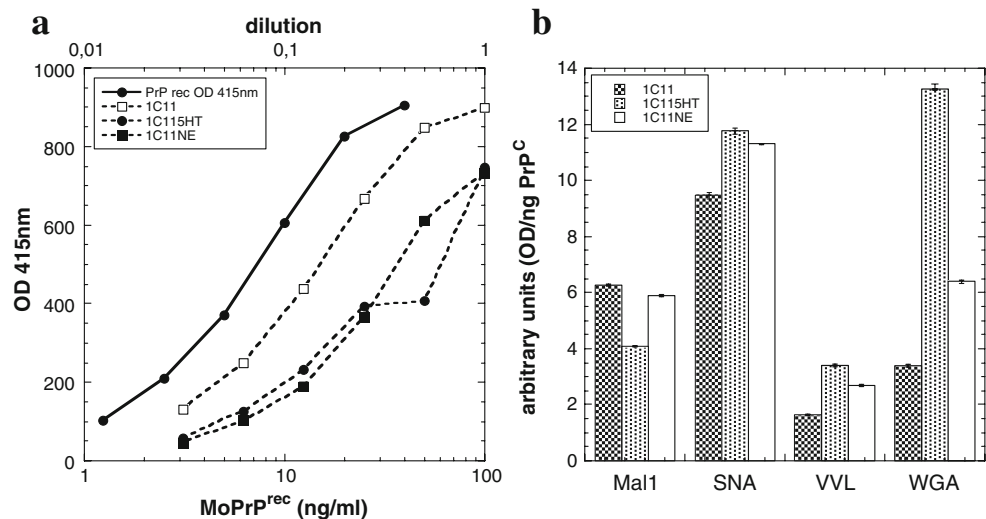 a
dilution
0,01 0,1 1
1000
800
600
400
200
0
OD 415nm
PrP rec OD 415nm
1C11
1C115HT
1C11NE
1 10 100
MoPrP^rec (ng/ml)
b
14
12
10
8
6
4
2
0
arbitrary units (OD/ng PrP^C)
1C11
1C115HT
1C11NE
Mal1 SNA VVL WGA